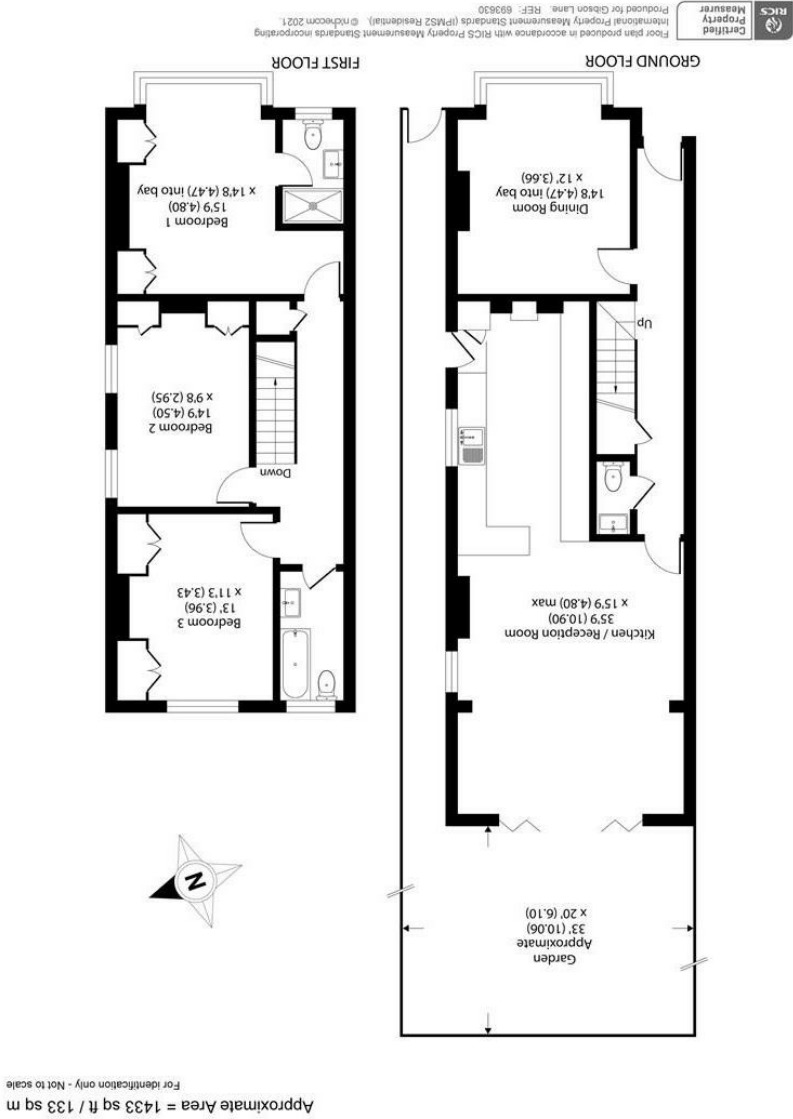 Approximate Area = 1433 sq ft / 133 sq m
For identification only - Not to scale
Garden
Approximate
33' (10.06)
x 20' (6.10)
N
Kitchen / Reception Room
35'9 (10.90)
x 15'9 (4.80) max
Up
Dining Room
14'8 (4.47) into bay
x 12' (3.66)
GROUND FLOOR
Bedroom 3
13' (3.96)
x 11'3 (3.43
Down
Bedroom 2
14'9 (4.50)
x 9'8 (2.95)
Bedroom 1
15'9 (4.80)
x 14'8 (4.47) into bay
FIRST FLOOR
RICS
Certified
Property
Measurer
Floor plan produced in accordance with RICS Property Measurement Standards incorporating
International Property Measurement Standards (IPMS2 Residential). ©nichecom 2021.
Produced for Gibson Lane. REF: 693630